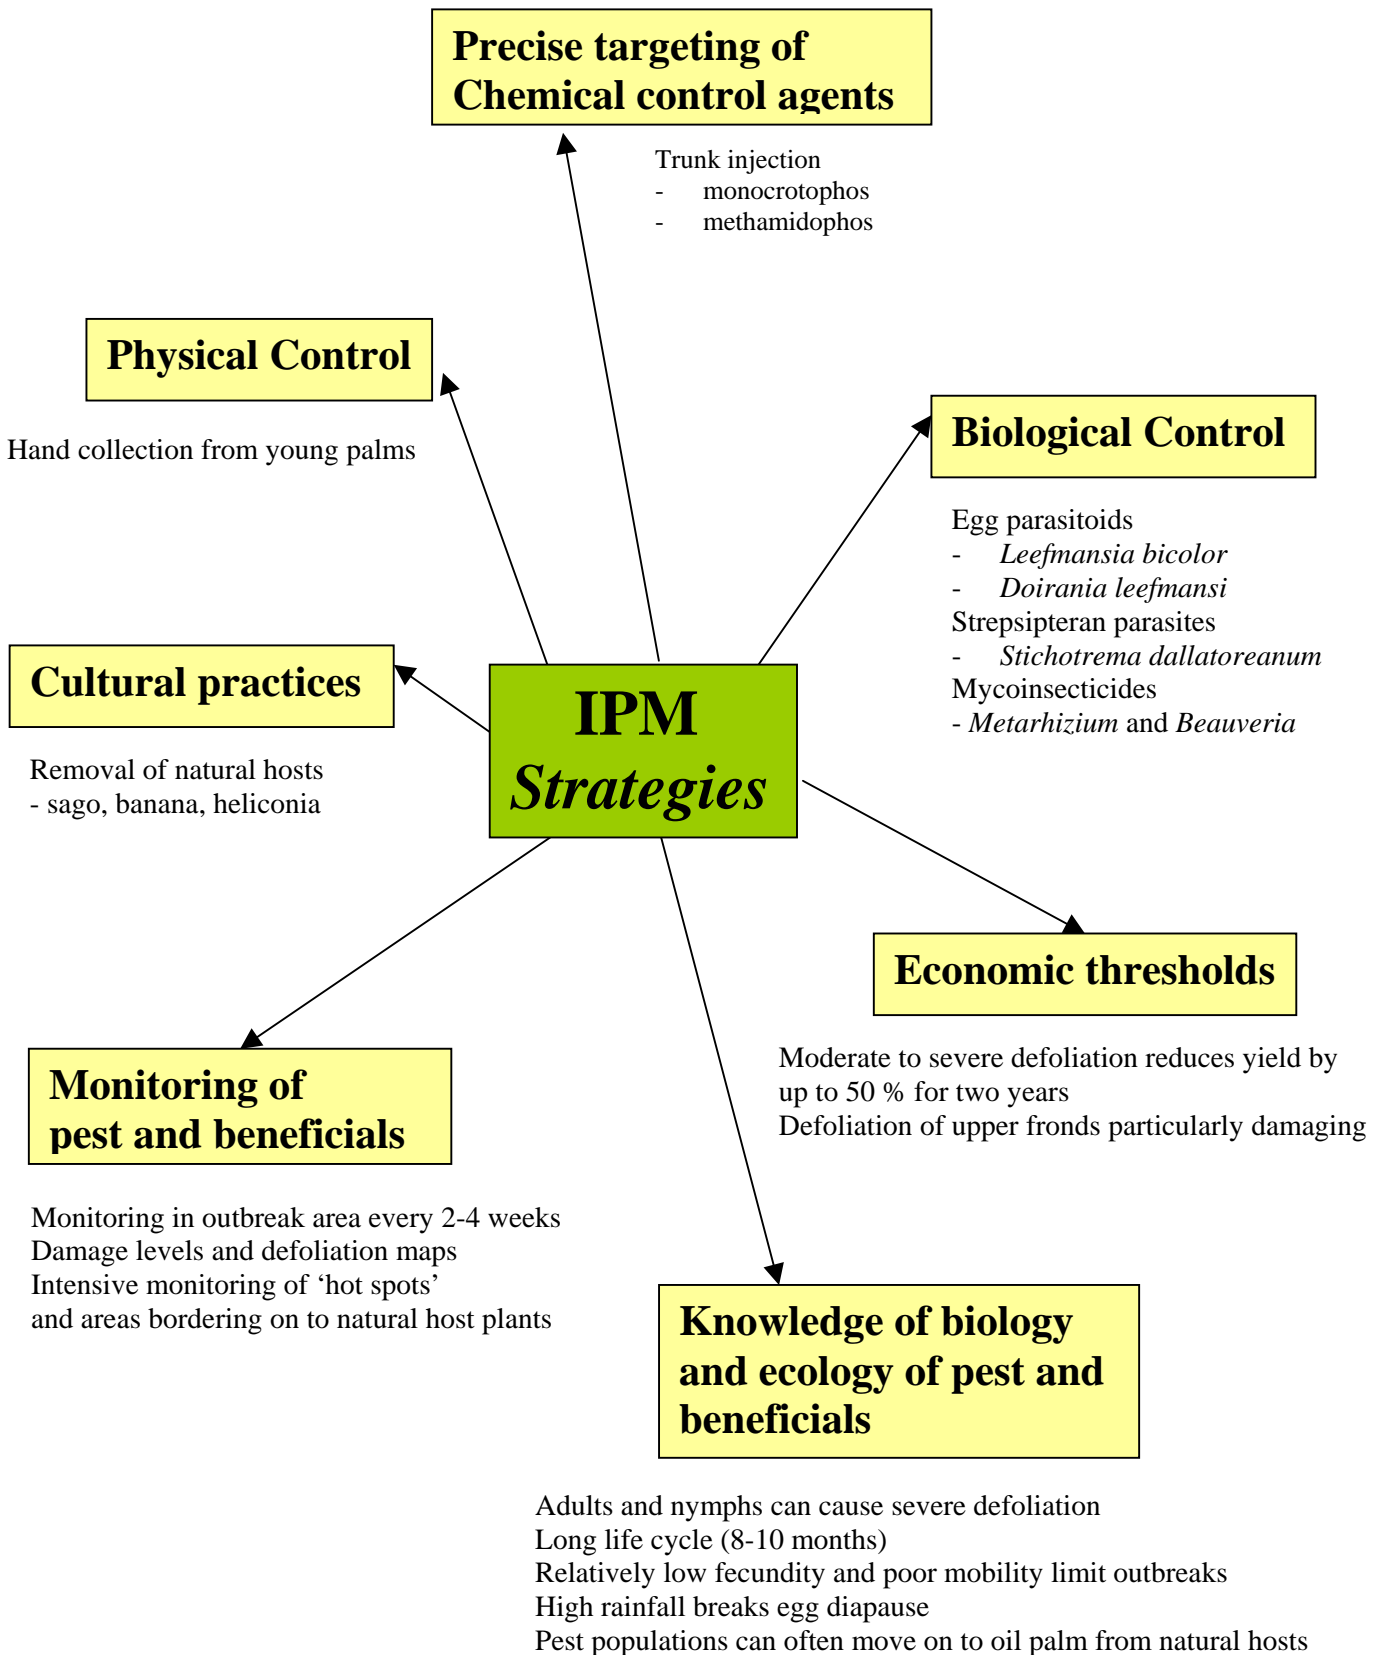 Precise targeting of
Chemical control agents
Trunk injection
- monocrotophos
- methamidophos
Physical Control
Hand collection from young palms
Biological Control
Egg parasitoids
- Leefmansia bicolor
- Doirania leefmansi
Strepsipteran parasites
- Stichotrema dallatoreanum
Mycoinsecticides
- Metarhizium and Beauveria
Cultural practices
Removal of natural hosts
- sago, banana, heliconia
IPM
Strategies
Economic thresholds
Moderate to severe defoliation reduces yield by
up to 50 % for two years
Defoliation of upper fronds particularly damaging
Monitoring of
pest and beneficials
Monitoring in outbreak area every 2-4 weeks
Damage levels and defoliation maps
Intensive monitoring of ‘hot spots’
and areas bordering on to natural host plants
Knowledge of biology
and ecology of pest and
beneficials
Adults and nymphs can cause severe defoliation
Long life cycle (8-10 months)
Relatively low fecundity and poor mobility limit outbreaks
High rainfall breaks egg diapause
Pest populations can often move on to oil palm from natural hosts